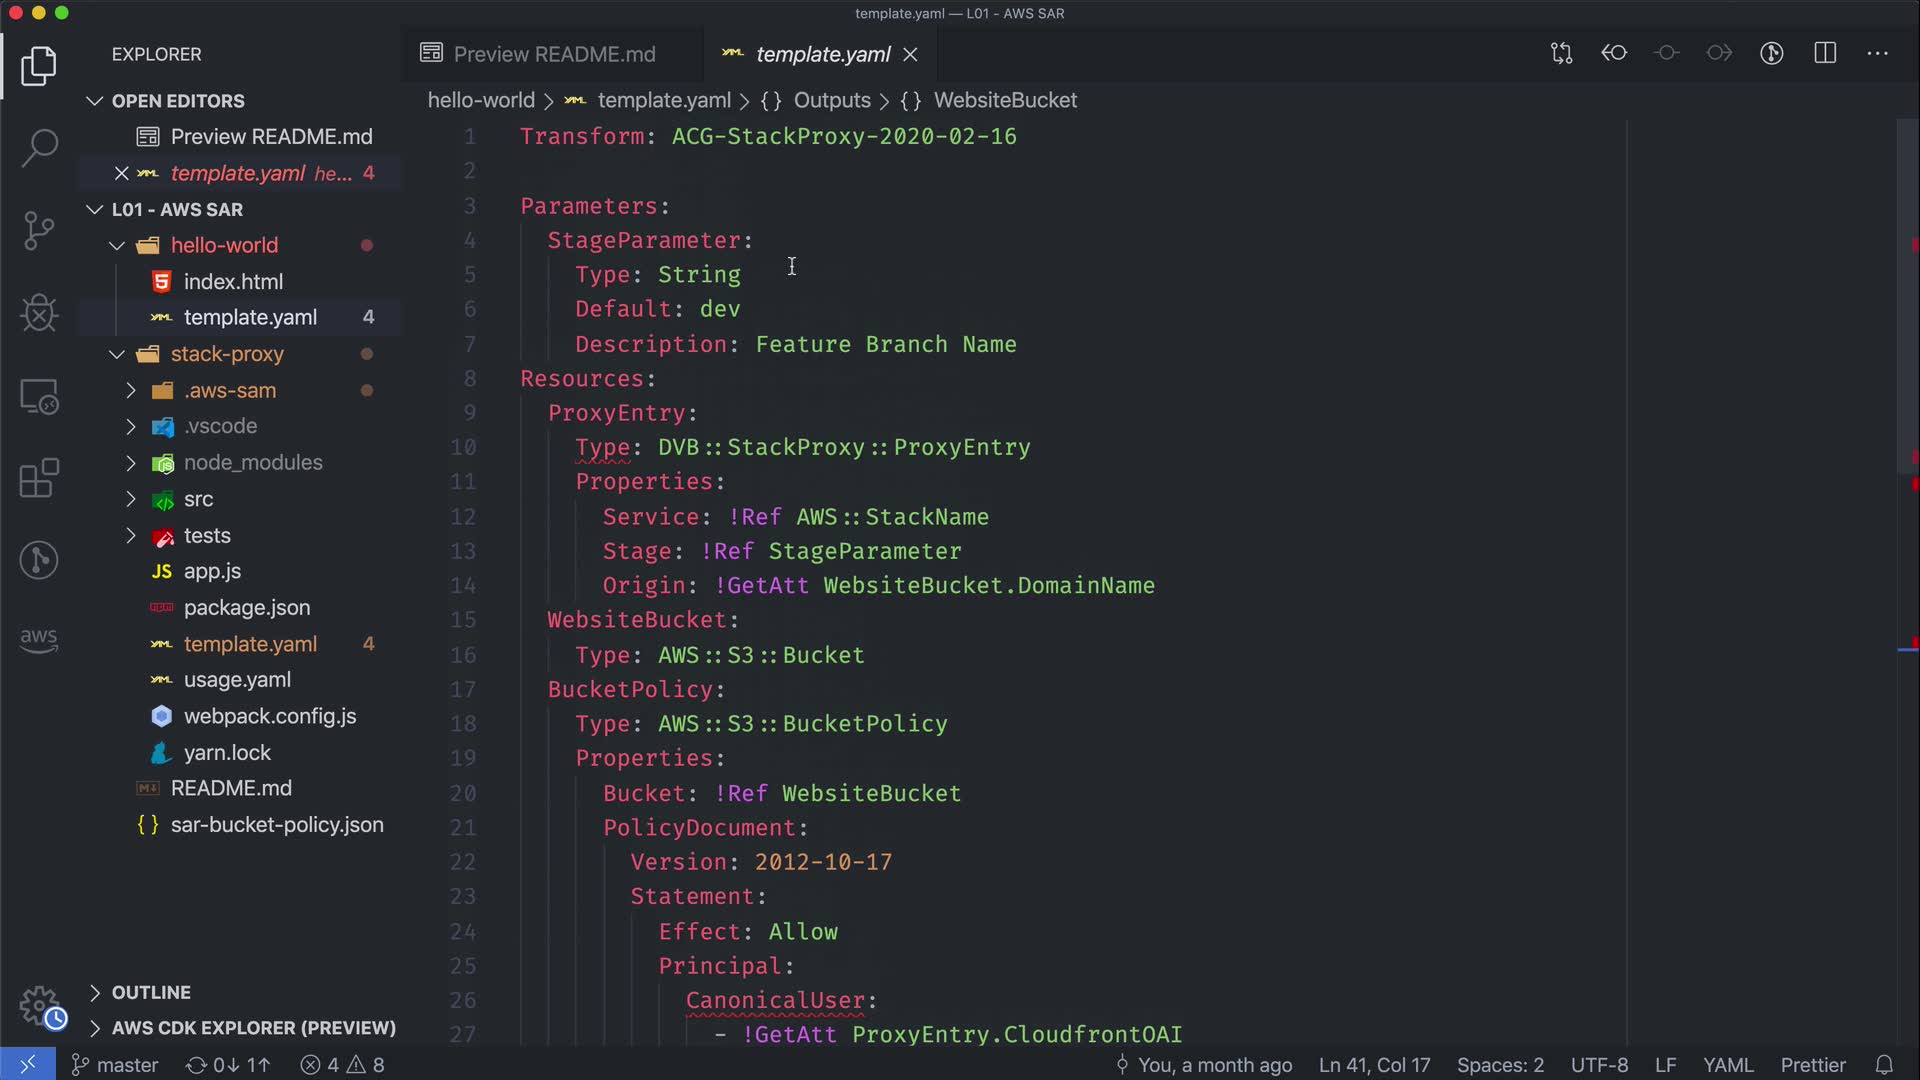 template.yaml — L01 - AWS SAR
EXPLORER
OPEN EDITORS
Preview README.md
template.yaml he... 4
L01 - AWS SAR
hello-world
index.html
template.yaml 4
stack-proxy
.aws-sam
.vscode
node_modules
src
tests
JS app.js
package.json
template.yaml 4
usage.yaml
webpack.config.js
yarn.lock
README.md
{ } sar-bucket-policy.json
OUTLINE
AWS CDK EXPLORER (PREVIEW)
aws
Preview README.md
template.yaml
hello-world > template.yaml > {} Outputs > {} WebsiteBucket
1 Transform: ACG-StackProxy-2020-02-16
2
3 Parameters:
4 StageParameter:
5 Type: String
6 Default: dev
7 Description: Feature Branch Name
8 Resources:
9 ProxyEntry:
10 Type: DVB::StackProxy::ProxyEntry
11 Properties:
12 Service: !Ref AWS::StackName
13 Stage: !Ref StageParameter
14 Origin: !GetAtt WebsiteBucket.DomainName
15 WebsiteBucket:
16 Type: AWS::S3::Bucket
17 BucketPolicy:
18 Type: AWS::S3::BucketPolicy
19 Properties:
20 Bucket: !Ref WebsiteBucket
21 PolicyDocument:
22 Version: 2012-10-17
23 Statement:
24 Effect: Allow
25 Principal:
26 CanonicalUser:
27 - !GetAtt ProxyEntry.CloudfrontOAI
master 0↓ 1↑ 4 8 You, a month ago Ln 41, Col 17 Spaces: 2 UTF-8 LF YAML Prettier